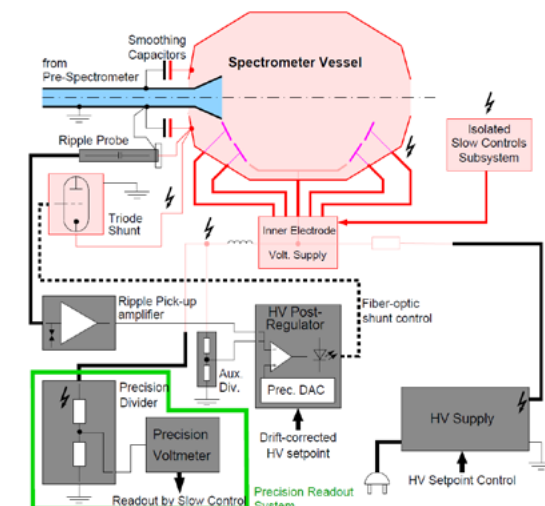 Smoothing
Capacitors
from
Pre-Spectrometer
Spectrometer Vessel
Ripple Probe
Isolated
Slow Controls
Subsystem
Triode
Shunt
Inner Electrode
Volt. Supply
Ripple Pick-up
amplifier
HV Post-
Regulator
Fiber-optic
shunt control
Aux.
Div.
Prec. DAC
Precision
Divider
Precision
Voltmeter
HV Supply
Drift-corrected
HV setpoint
HV Setpoint Control
Readout by Slow Control
Precision Readout
System